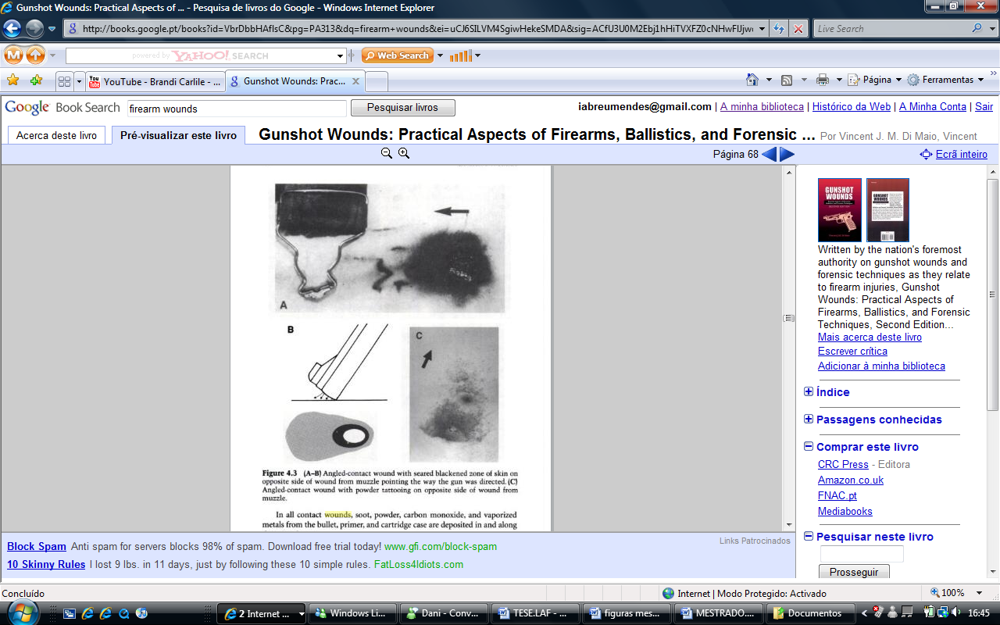 Gunshot Wounds: Practical Aspects of ... - Pesquisa de livros do Google - Windows Internet Explorer
http://books.google.pt/books?id=VbrDbbHAflsC&pg=PA313&dq=firearm+wounds&ei=uCJ6SILVM4SgiwHekeSMDA&sig=ACfU3U0M2Ebj1hHiTVXFZ0cNHwFlJjw
Live Search
powered by YAHOO! SEARCH
Web Search
YouTube - Brandi Carlile - ...
Gunshot Wounds: Prac...
Página
Ferramentas
Google Book Search
firearm wounds
Pesquisar livros
iabreumendes@gmail.com | A minha biblioteca | Histórico da Web | A Minha Conta | Sair
Acerca deste livro
Pré-visualizar este livro
Gunshot Wounds: Practical Aspects of Firearms, Ballistics, and Forensic ... Por Vincent J. M. Di Maio, Vincent
Página 68
Ecrã inteiro
A
B
C
Figure 4.3 (A–B) Angled-contact wound with seared blackened zone of skin on
opposite side of wound from muzzle pointing the way the gun was directed. (C)
Angled-contact wound with powder tattooing on opposite side of wound from
muzzle.
In all contact wounds, soot, powder, carbon monoxide, and vaporized
metals from the bullet, primer, and cartridge case are deposited in and along
GUNSHOT
WOUNDS
GUNSHOT
WOUNDS
Written by the nation's foremost
authority on gunshot wounds and
forensic techniques as they relate
to firearm injuries, Gunshot
Wounds: Practical Aspects of
Firearms, Ballistics, and Forensic
Techniques, Second Edition...
Mais acerca deste livro
Escrever crítica
Adicionar à minha biblioteca
Índice
Passagens conhecidas
Comprar este livro
CRC Press - Editora
Amazon.co.uk
FNAC.pt
Mediabooks
Pesquisar neste livro
Prosseguir
Links Patrocinados
Block Spam Anti spam for servers blocks 98% of spam. Download free trial today! www.gfi.com/block-spam
10 Skinny Rules I lost 9 lbs. in 11 days, just by following these 10 simple rules. FatLoss4Idiots.com
Concluído
Internet | Modo Protegido: Activado
100%
2 Internet ...
Windows Li...
Dani - Conv...
TESE.LAF - ...
figuras mes...
MESTRADO....
Documentos
16:45